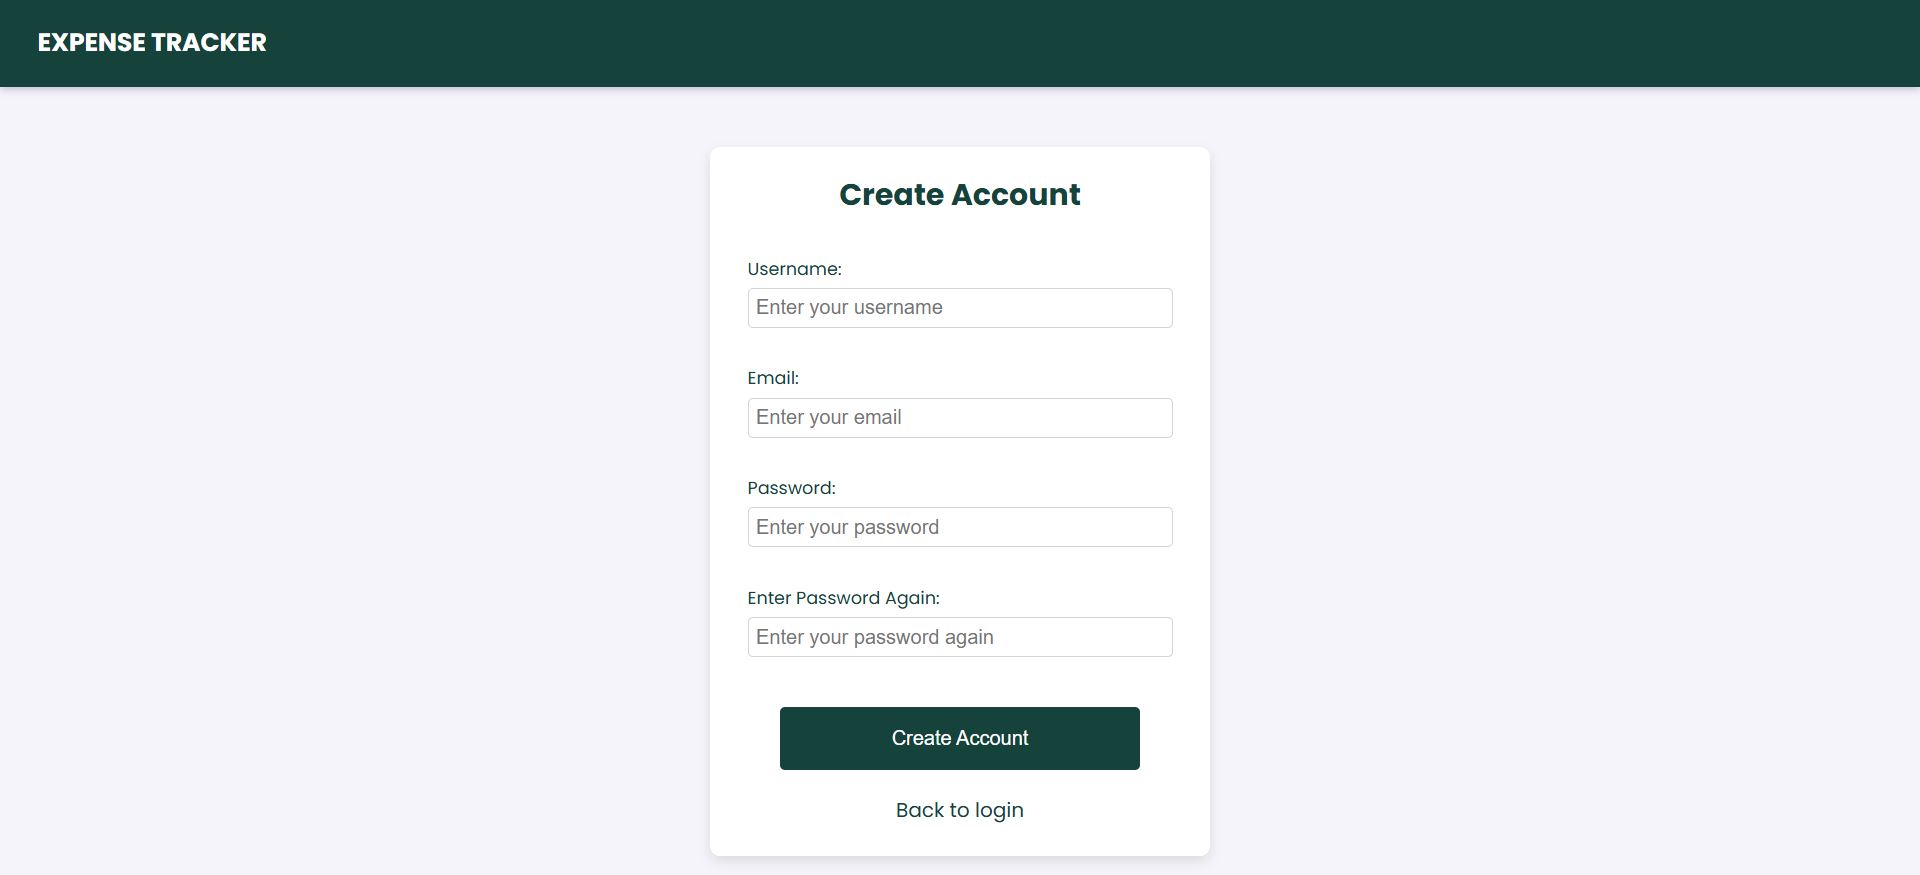 EXPENSE TRACKER
Create Account
Username:
Enter your username
Email:
Enter your email
Password:
Enter your password
Enter Password Again:
Enter your password again
Create Account
Back to login